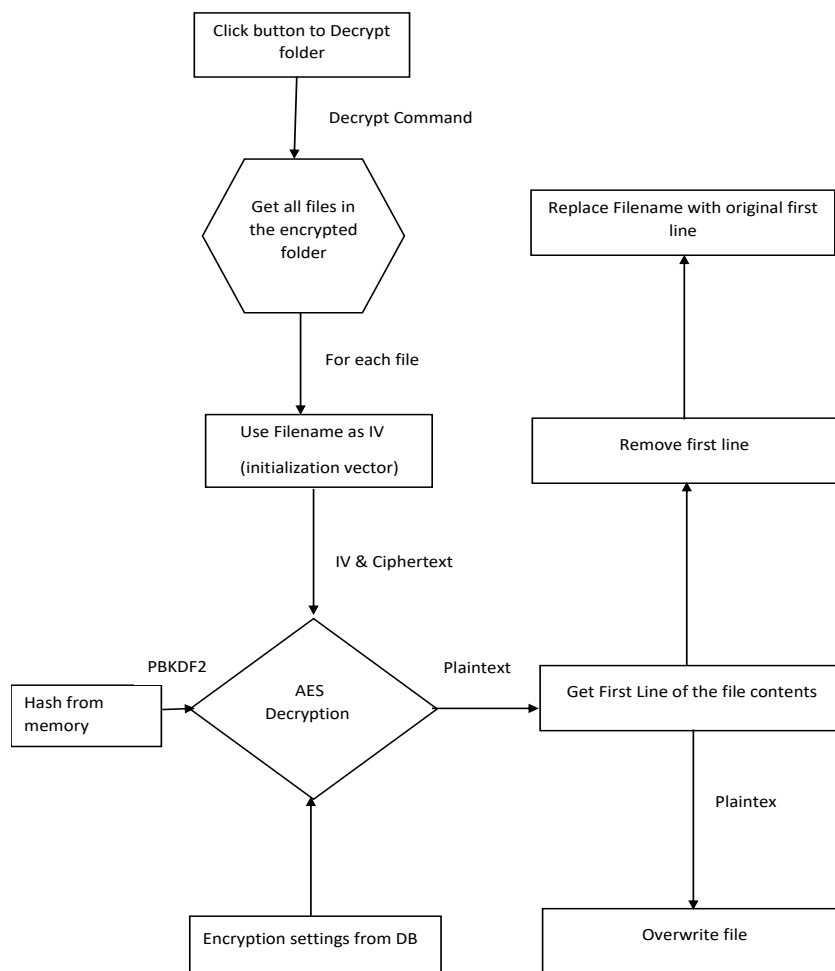 Click button to Decrypt
folder
Decrypt Command
Get all files in
the encrypted
folder
Replace Filename with original first
line
For each file
Use Filename as IV
(initialization vector)
Remove first line
IV & Ciphertext
PBKDF2
Plaintext
Hash from
memory
AES
Decryption
Get First Line of the file contents
Plaintex
Encryption settings from DB
Overwrite file